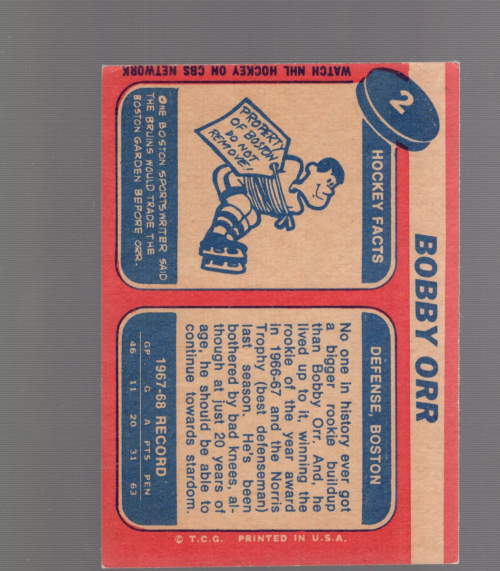 2
BOBBY ORR
HOCKEY FACTS
PROPERTY
OF BOSTON
DO NOT
REMOVE!
ONE BOSTON SPORTSWRITER SAID
THE BRUINS WOULD TRADE THE
BOSTON GARDEN BEFORE ORR.
DEFENSE, BOSTON
No one in history ever got
a bigger rookie buildup
than Bobby Orr. And, he
lived up to it, winning the
rookie of the year award
in 1966-67 and the Norris
Trophy (best defenseman)
last season. He's been
bothered by bad knees, al-
though at just 20 years of
age, he should be able to
continue towards stardom.
1967-68 RECORD
GP G A PTS PEN
46 11 20 31 63
WATCH NHL HOCKEY ON CBS NETWORK
© T.C.G. PRINTED IN U.S.A.